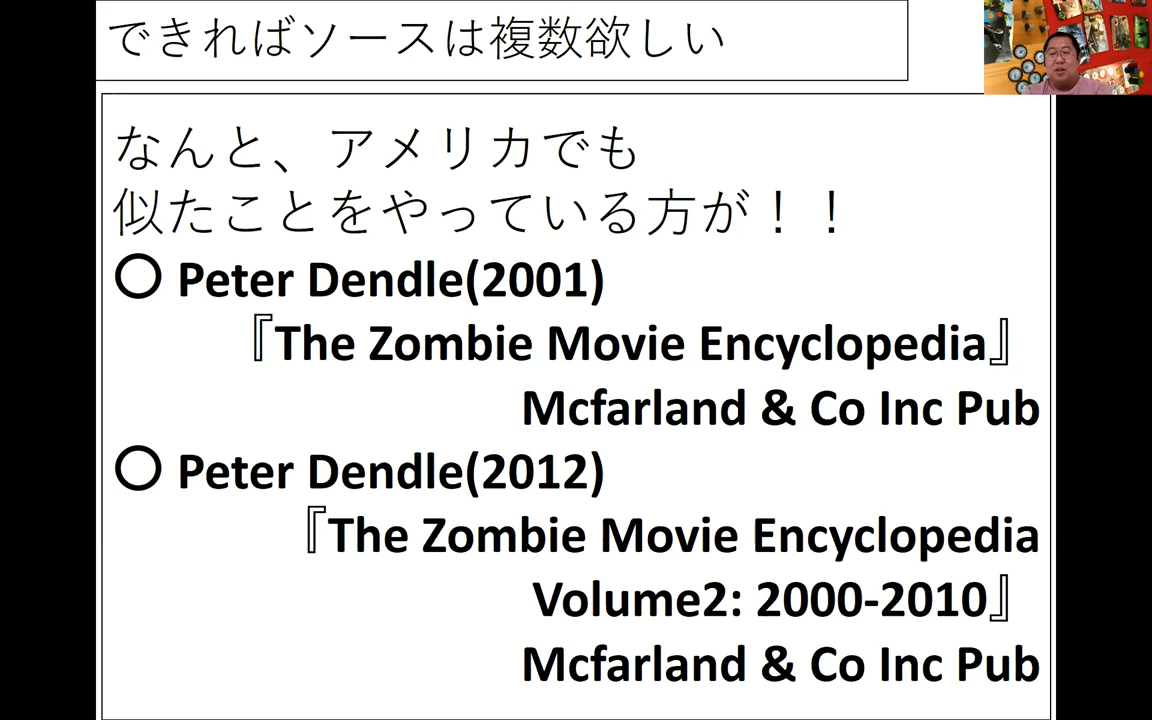 できればソースは複数欲しい
なんと、アメリカでも
似たことをやっている方が！！
〇 Peter Dendle(2001)
『The Zombie Movie Encyclopedia』
Mcfarland & Co Inc Pub
〇 Peter Dendle(2012)
『The Zombie Movie Encyclopedia
Volume2: 2000-2010』
Mcfarland & Co Inc Pub